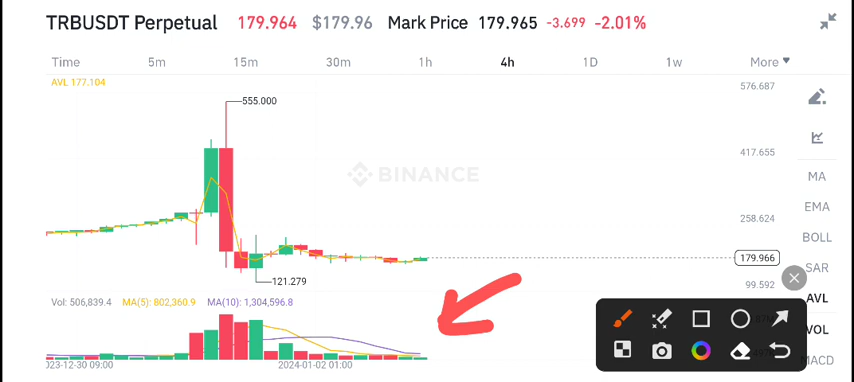 TRBUSDT Perpetual 179.964 $179.96 Mark Price 179.965 -3.699 -2.01%
Time 5m 15m 30m 1h 4h 1D 1w More
AVL 177.104
576.687
555.000
417.655
MA
BINANCE
EMA
258.624
BOLL
179.966
SAR
121.279
99.592
AVL
Vol: 506,839.4 MA(5): 802,360.9 MA(10): 1,304,596.8
VOL
MACD
023-12-30 09:00 2024-01-02 01:00